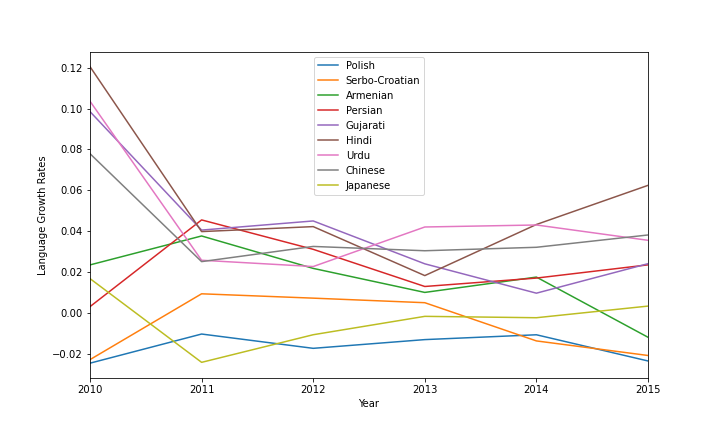 0.12
0.10
0.08
0.06
0.04
0.02
0.00
−0.02
Language Growth Rates
Polish
Serbo-Croatian
Armenian
Persian
Gujarati
Hindi
Urdu
Chinese
Japanese
2010 2011 2012 2013 2014 2015
Year